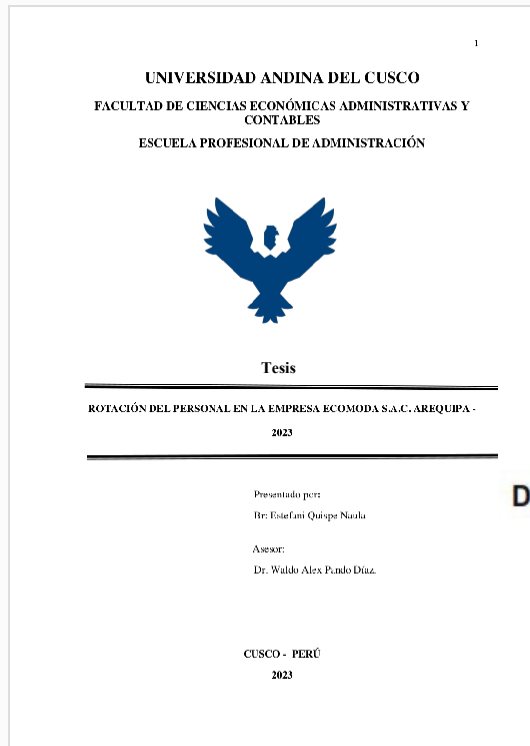 1
UNIVERSIDAD ANDINA DEL CUSCO
FACULTAD DE CIENCIAS ECONÓMICAS ADMINISTRATIVAS Y
CONTABLES
ESCUELA PROFESIONAL DE ADMINISTRACIÓN
Tesis
ROTACIÓN DEL PERSONAL EN LA EMPRESA ECOMODA S.A.C. AREQUIPA -
2023
Presentado por:
Br: Estefani Quispe Naula
Asesor:
Dr. Waldo Alex Pando Díaz.
CUSCO - PERÚ
2023
D